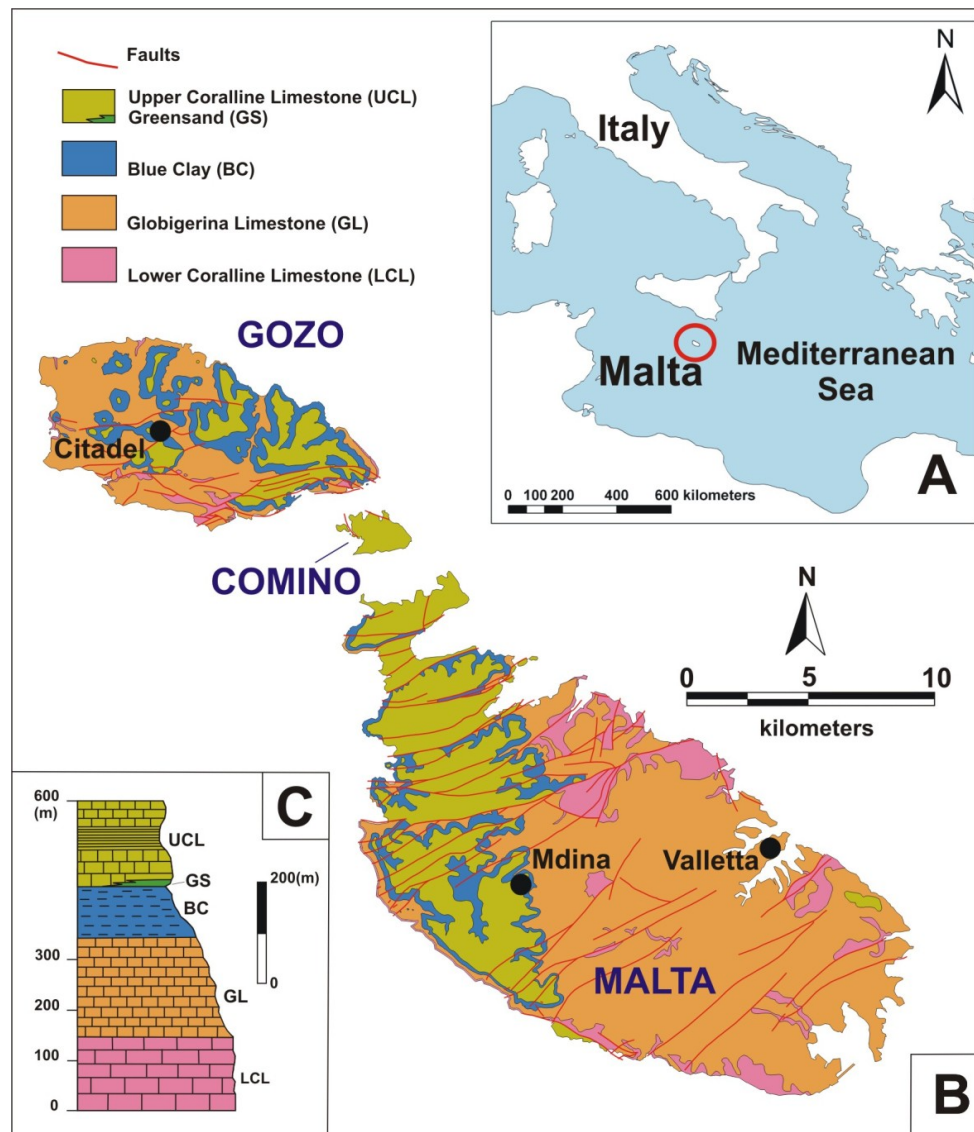 Faults
Upper Coralline Limestone (UCL)
Greensand (GS)
Blue Clay (BC)
Globigerina Limestone (GL)
Lower Coralline Limestone (LCL)
N
Italy
Malta
Mediterranean
Sea
0 100 200 400 600 kilometers
A
GOZO
Citadel
COMINO
N
0 5 10
kilometers
Mdina
Valletta
MALTA
B
C
600
(m)
UCL
GS
200(m)
BC
0
300
GL
200
100
LCL
0